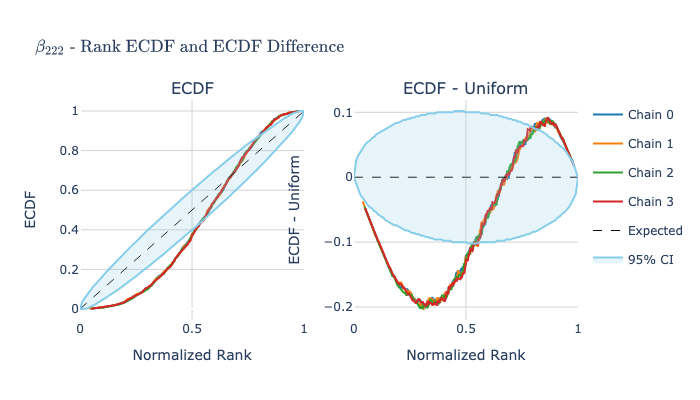 β₂₂₂ - Rank ECDF and ECDF Difference
ECDF
ECDF - Uniform
1
0.8
0.6
0.4
0.2
0
0
0.5
1
ECDF
Normalized Rank
0.1
0
−0.1
−0.2
0
0.5
1
ECDF - Uniform
Normalized Rank
Chain 0
Chain 1
Chain 2
Chain 3
Expected
95% CI